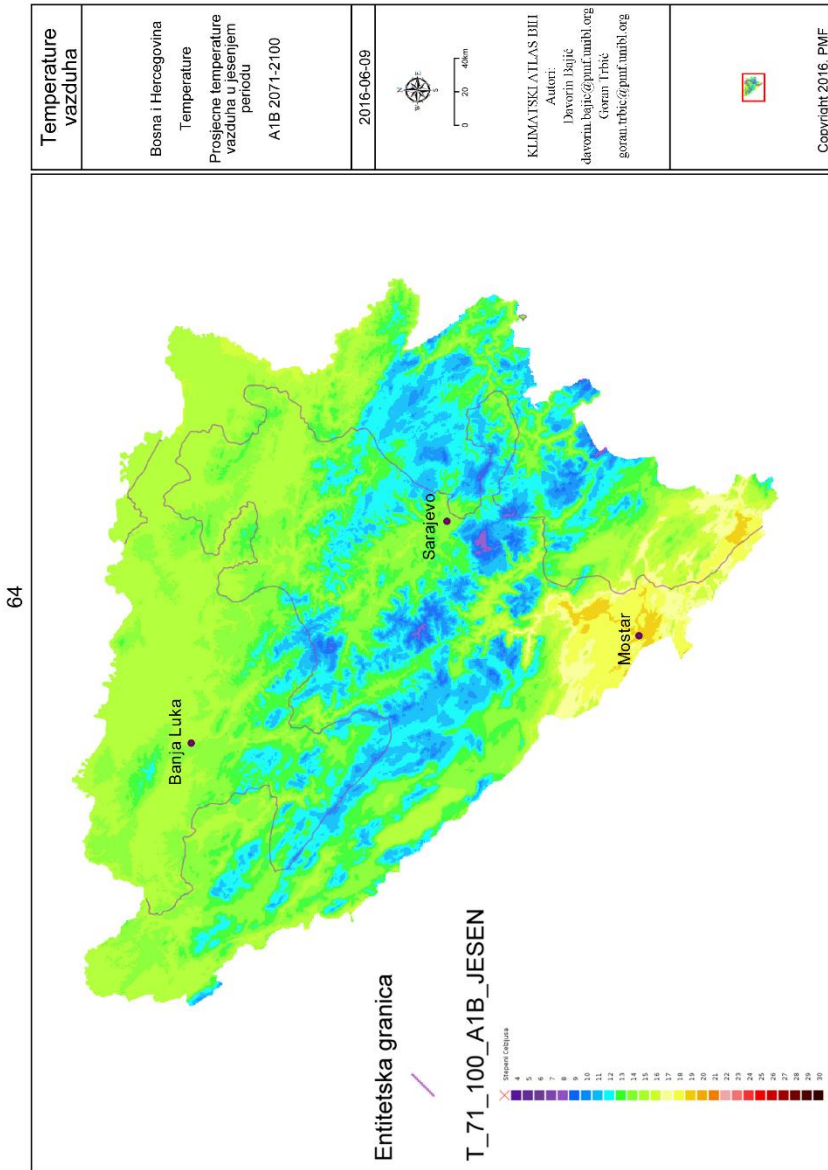 64
Temperature
vazduha
Bosna i Hercegovina
Temperature
Prosjecne temperature
vazduha u jesenjem
periodu
A1B 2071-2100
2016-06-09
N
E
S
W
0 20 40km
KLIMATSKI ATLAS BIH
Autori:
Davorin Bajić
davorin.bajic@pmf.unibl.org
Goran Trbić
goran.trbic@pmf.unibl.org
Copyright 2016. PMF
Banja Luka
Sarajevo
Mostar
Entitetska granica
T_71_100_A1B_JESEN
Stepeni Celzijusa
4
5
6
7
8
9
10
11
12
13
14
15
16
17
18
19
20
21
22
23
24
25
26
27
28
29
30